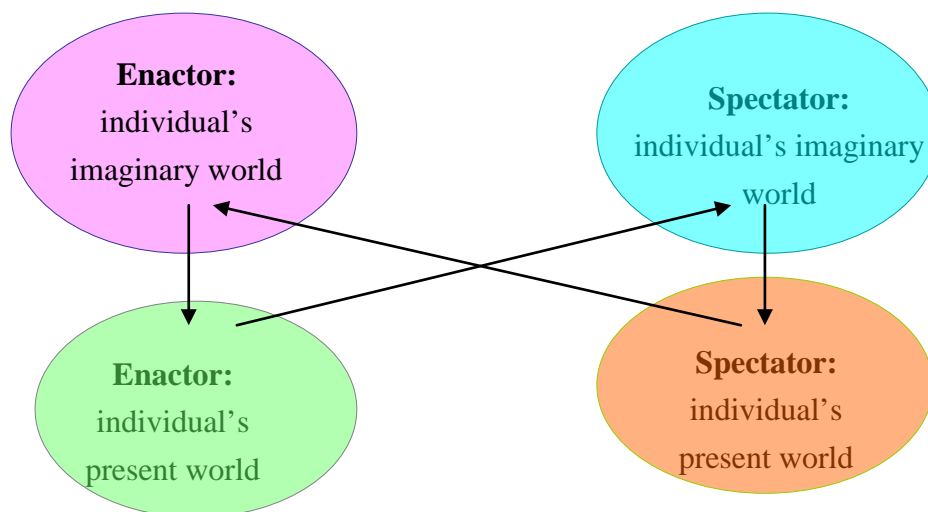 Enactor:
individual’s
imaginary world
Spectator:
individual’s imaginary
world
Enactor:
individual’s
present world
Spectator:
individual’s
present world